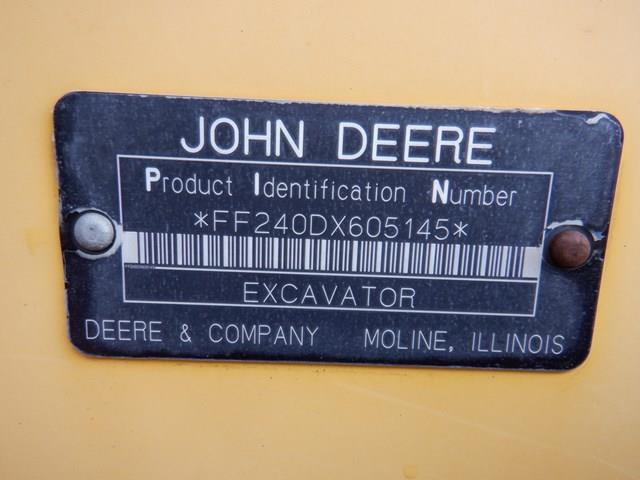 JOHN DEERE
Product Identification Number
*FF240DX605145*
EXCAVATOR
DEERE & COMPANY MOLINE, ILLINOIS